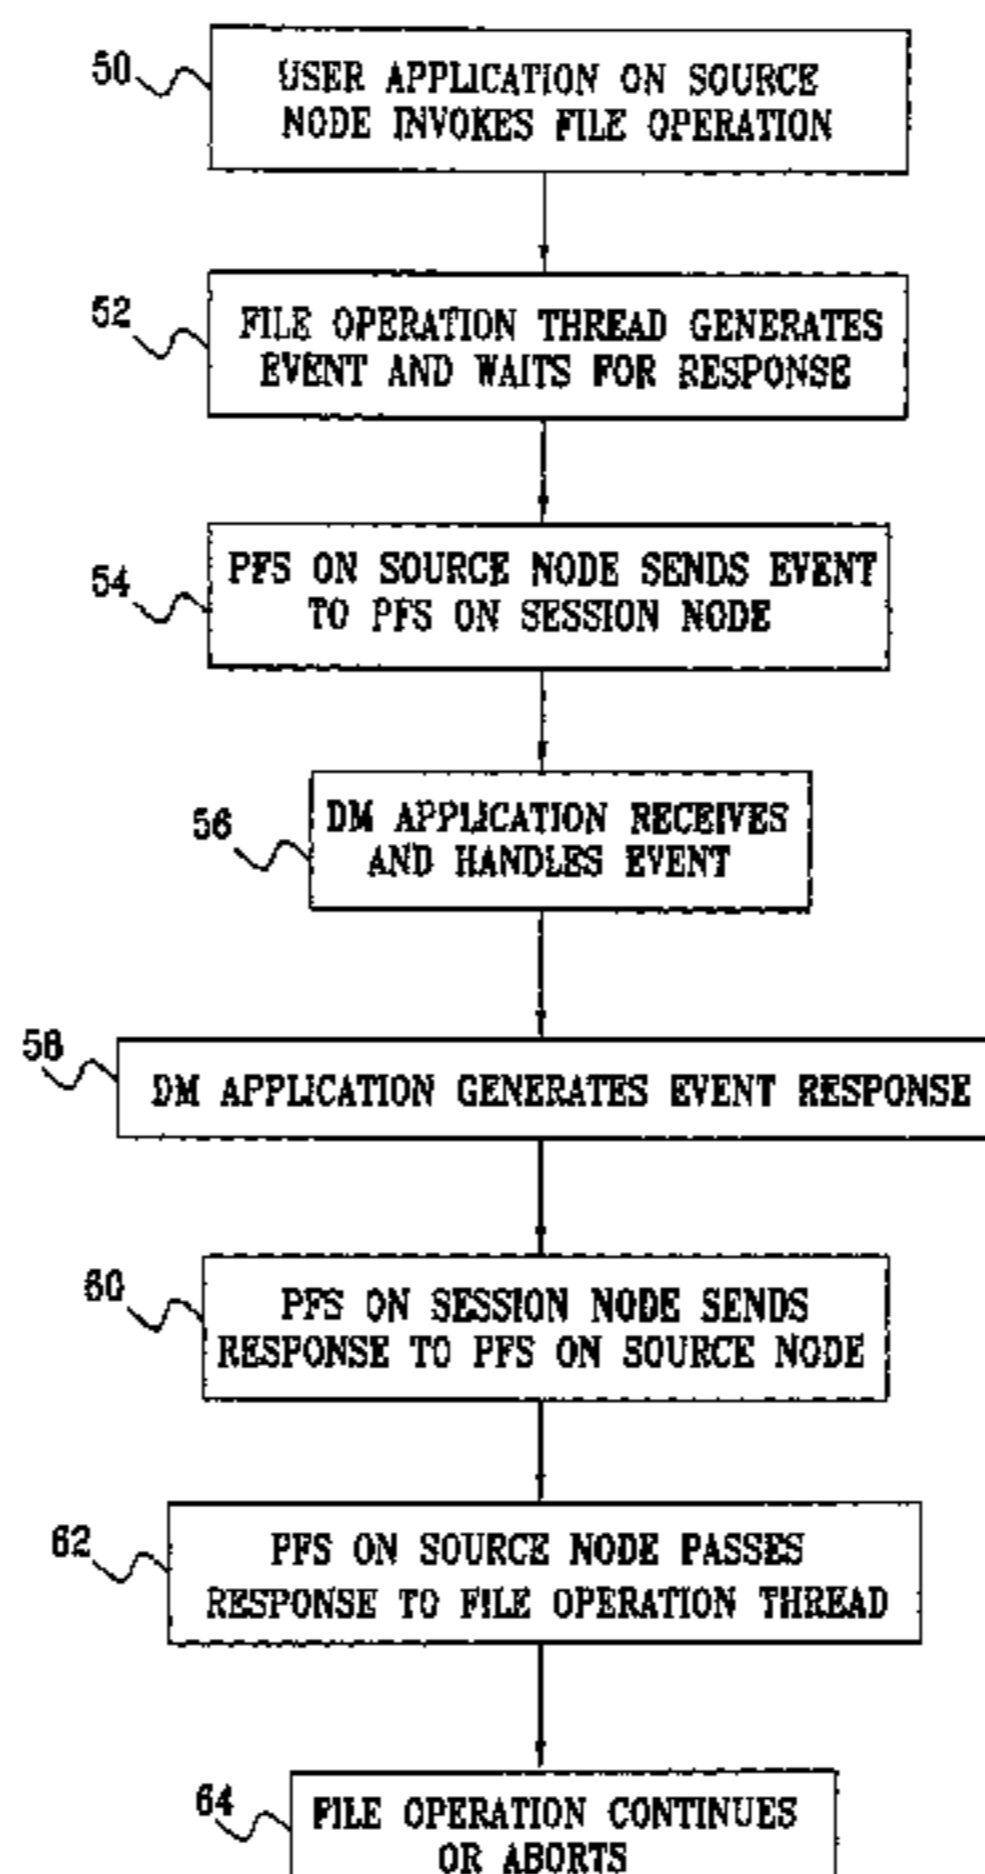 50
USER APPLICATION ON SOURCE
NODE INVOKES FILE OPERATION
52
FILE OPERATION THREAD GENERATES
EVENT AND WAITS FOR RESPONSE
54
PFS ON SOURCE NODE SENDS EVENT
TO PFS ON SESSION NODE
56
DM APPLICATION RECEIVES
AND HANDLES EVENT
58
DM APPLICATION GENERATES EVENT RESPONSE
60
PFS ON SESSION NODE SENDS
RESPONSE TO PFS ON SOURCE NODE
62
PFS ON SOURCE NODE PASSES
RESPONSE TO FILE OPERATION THREAD
64
FILE OPERATION CONTINUES
OR ABORTS